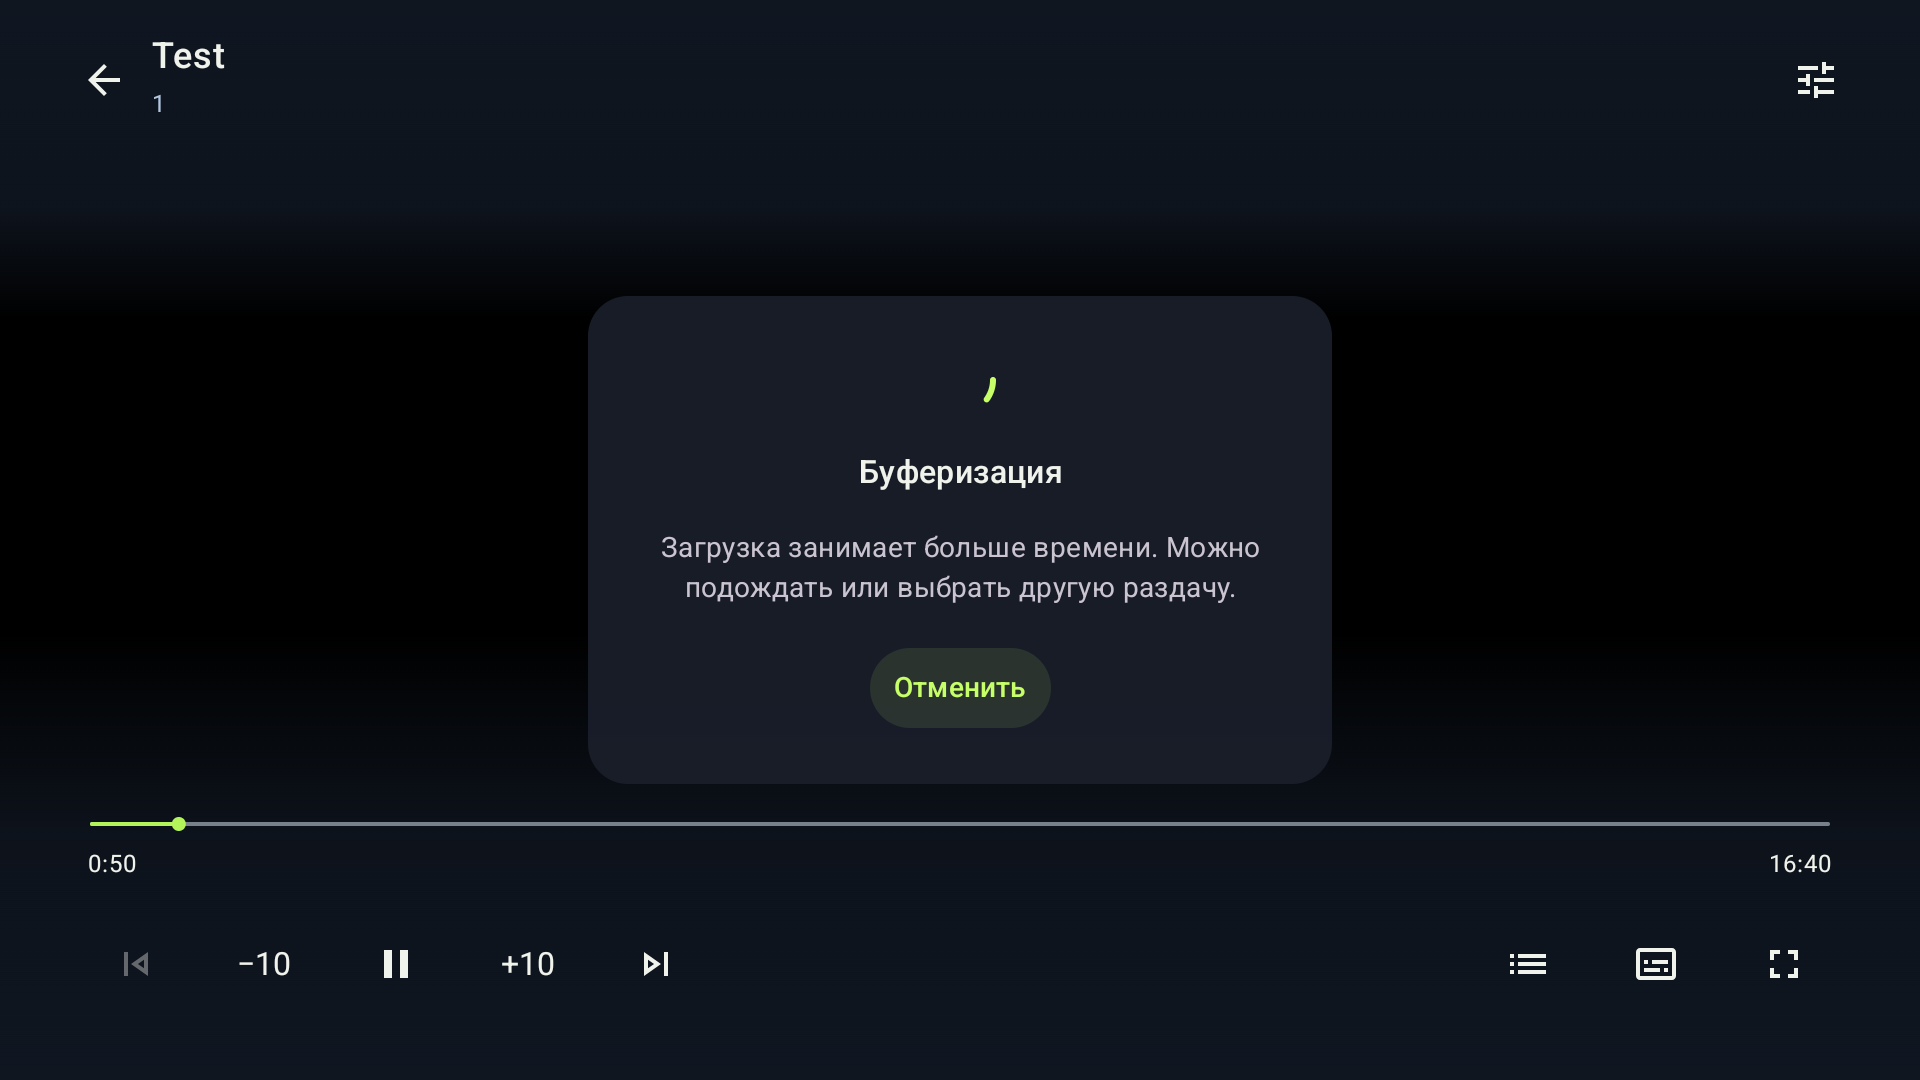 Test
1
Буферизация
Загрузка занимает больше времени. Можно
подождать или выбрать другую раздачу.
Отменить
0:50
16:40
−10
+10